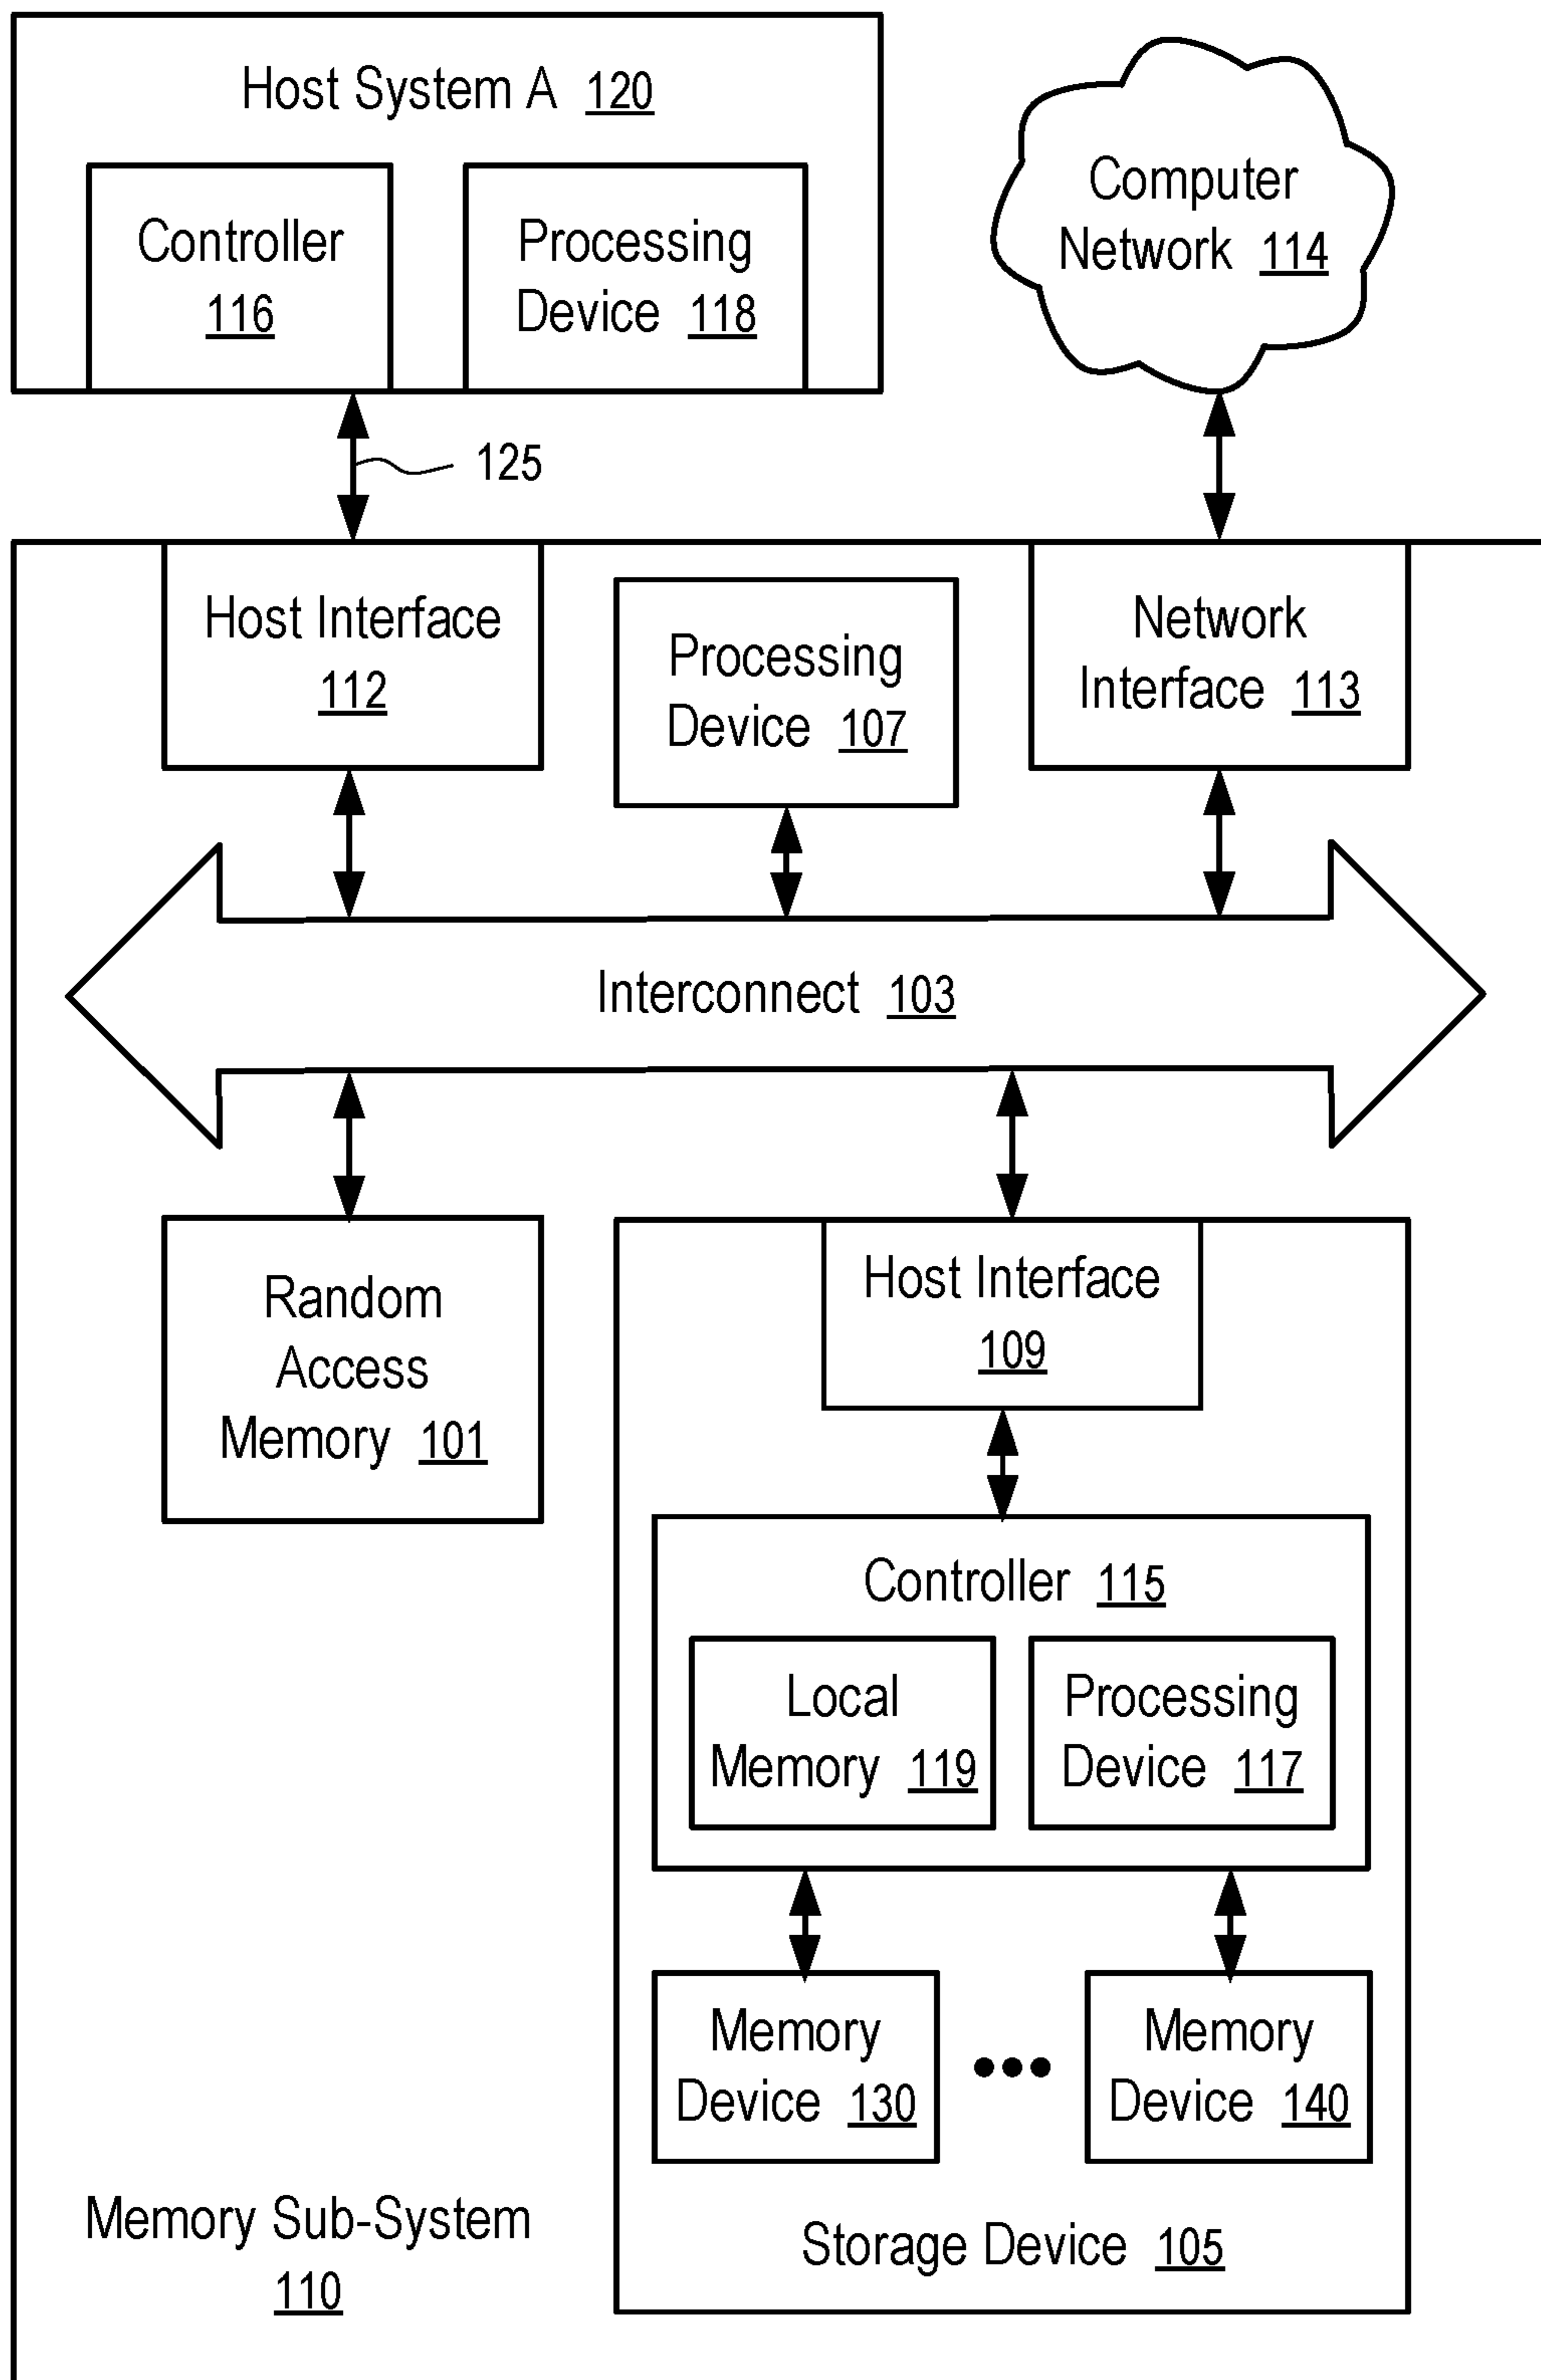 Host System A 120
Controller
116
Processing
Device 118
Computer
Network 114
125
Host Interface
112
Processing
Device 107
Network
Interface 113
Interconnect 103
Random
Access
Memory 101
Host Interface
109
Controller 115
Local
Memory 119
Processing
Device 117
Memory
Device 130
Memory
Device 140
Memory Sub-System
110
Storage Device 105